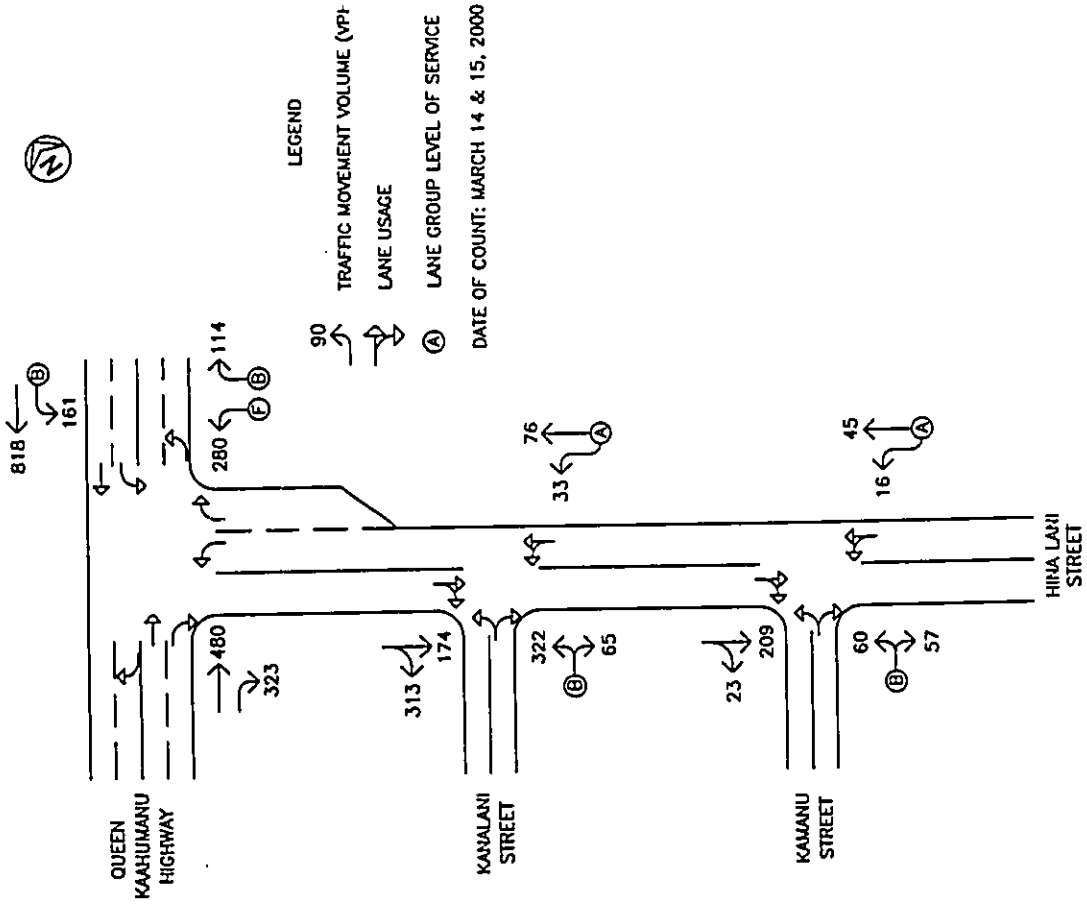 N
818
B
161
QUEEN
KAAHUMANU
HIGHWAY
480
323
280
114
F
B
LEGEND
90
TRAFFIC MOVEMENT VOLUME (VPH
LANE USAGE
A
LANE GROUP LEVEL OF SERVICE
DATE OF COUNT: MARCH 14 & 15, 2000
KANALANI
STREET
313
174
322
B
65
76
33
A
KAMANU
STREET
23
209
60
B
57
45
16
A
HINA LANI
STREET